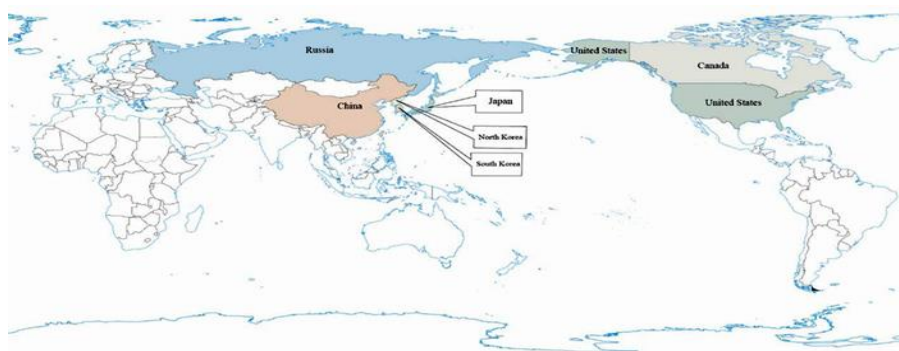 Russia
United States
Canada
China
Japan
United States
North Korea
South Korea